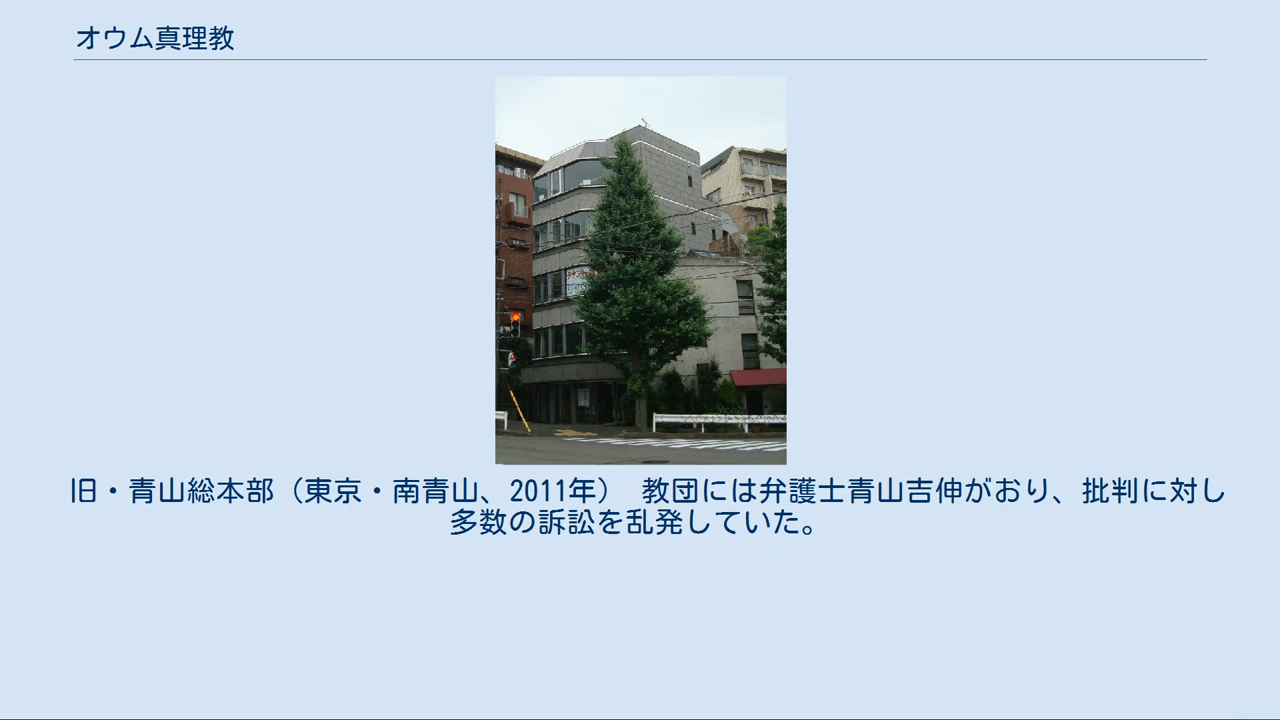 オウム真理教
旧・青山総本部（東京・南青山、2011年）　教団には弁護士青山吉伸がおり、批判に対し
多数の訴訟を乱発していた。